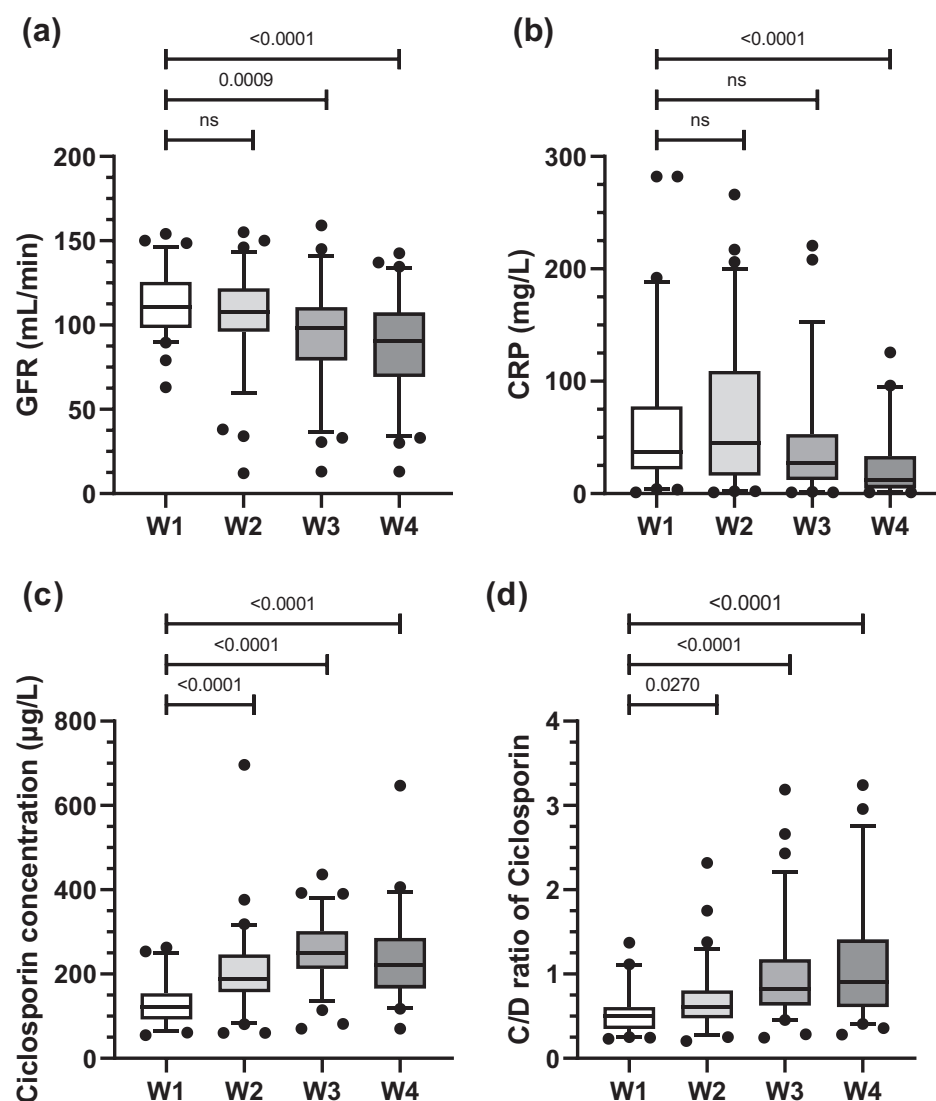 (a)
<0.0001
0.0009
ns
GFR (mL/min)
200
150
100
50
0
W1 W2 W3 W4
(b)
<0.0001
ns
ns
CRP (mg/L)
300
200
100
0
W1 W2 W3 W4
(c)
<0.0001
<0.0001
<0.0001
Ciclosporin concentration (µg/L)
800
600
400
200
0
W1 W2 W3 W4
(d)
<0.0001
<0.0001
0.0270
C/D ratio of Ciclosporin
4
3
2
1
0
W1 W2 W3 W4